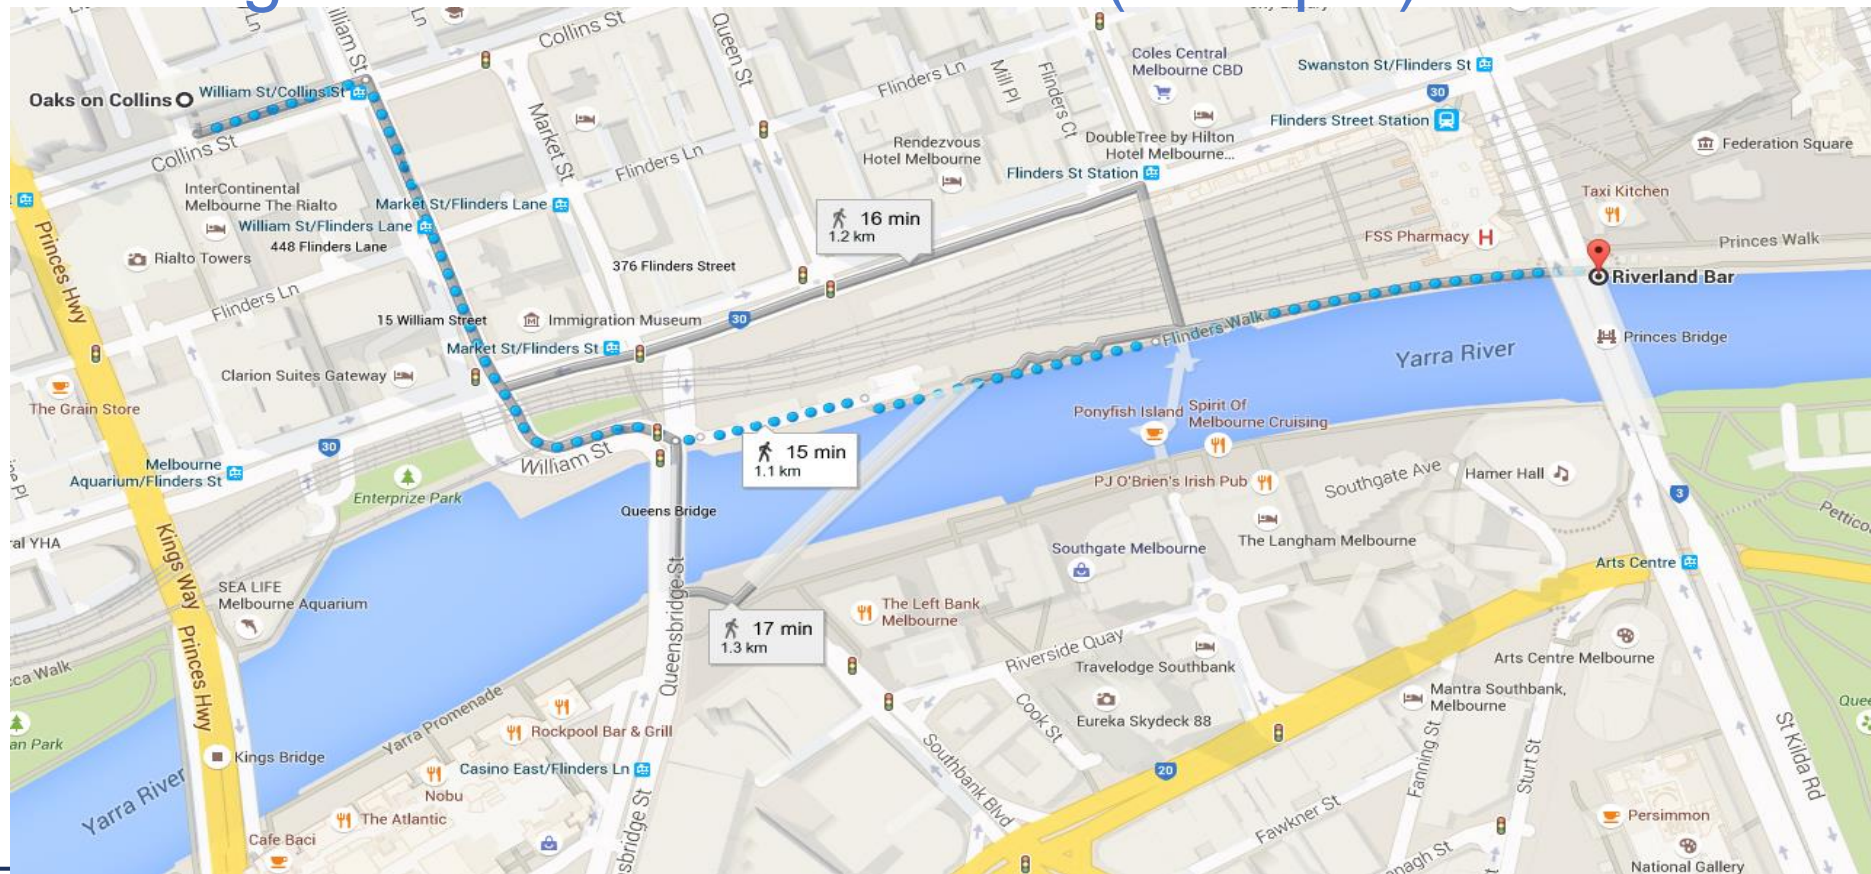 Collins St
Ln
Queen St
Flinders Ln
Mill Pl
Flinders Ct
Coles Central
Melbourne CBD
Swanston St/Flinders St
30
Oaks on Collins
William St/Collins St
William St
Market St
Flinders Street Station
Rendezvous
Hotel Melbourne
DoubleTree by Hilton
Hotel Melbourne...
Federation Square
Collins St
Flinders Ln
Flinders St Station
InterContinental
Melbourne The Rialto
Market St/Flinders Lane
Taxi Kitchen
William St/Flinders Lane
448 Flinders Lane
16 min
1.2 km
FSS Pharmacy
Princes Walk
Princes Hwy
Rialto Towers
376 Flinders Street
Riverland Bar
Flinders Ln
15 William Street
Immigration Museum
30
Flinders Walk
Princes Bridge
Market St/Flinders St
Yarra River
Clarion Suites Gateway
The Grain Store
Ponyfish Island
Spirit Of
Melbourne Cruising
30
William St
15 min
1.1 km
Melbourne
Aquarium/Flinders St
Enterprize Park
PJ O'Brien's Irish Pub
Southgate Ave
Hamer Hall
3
Queens Bridge
The Langham Melbourne
Southgate Melbourne
Arts Centre
Kings Way
SEA LIFE
Melbourne Aquarium
Queensbridge St
The Left Bank
Melbourne
17 min
1.3 km
Riverside Quay
Travelodge Southbank
Arts Centre Melbourne
Princes Hwy
Yarra Promenade
Cook St
Eureka Skydeck 88
Mantra Southbank,
Melbourne
Rockpool Bar & Grill
Kings Bridge
Casino East/Flinders Ln
Nobu
Southbank Blvd
20
Fanning St
Sturt St
St Kilda Rd
Yarra River
The Atlantic
Cafe Baci
Fawkner St
Persimmon
National Gallery